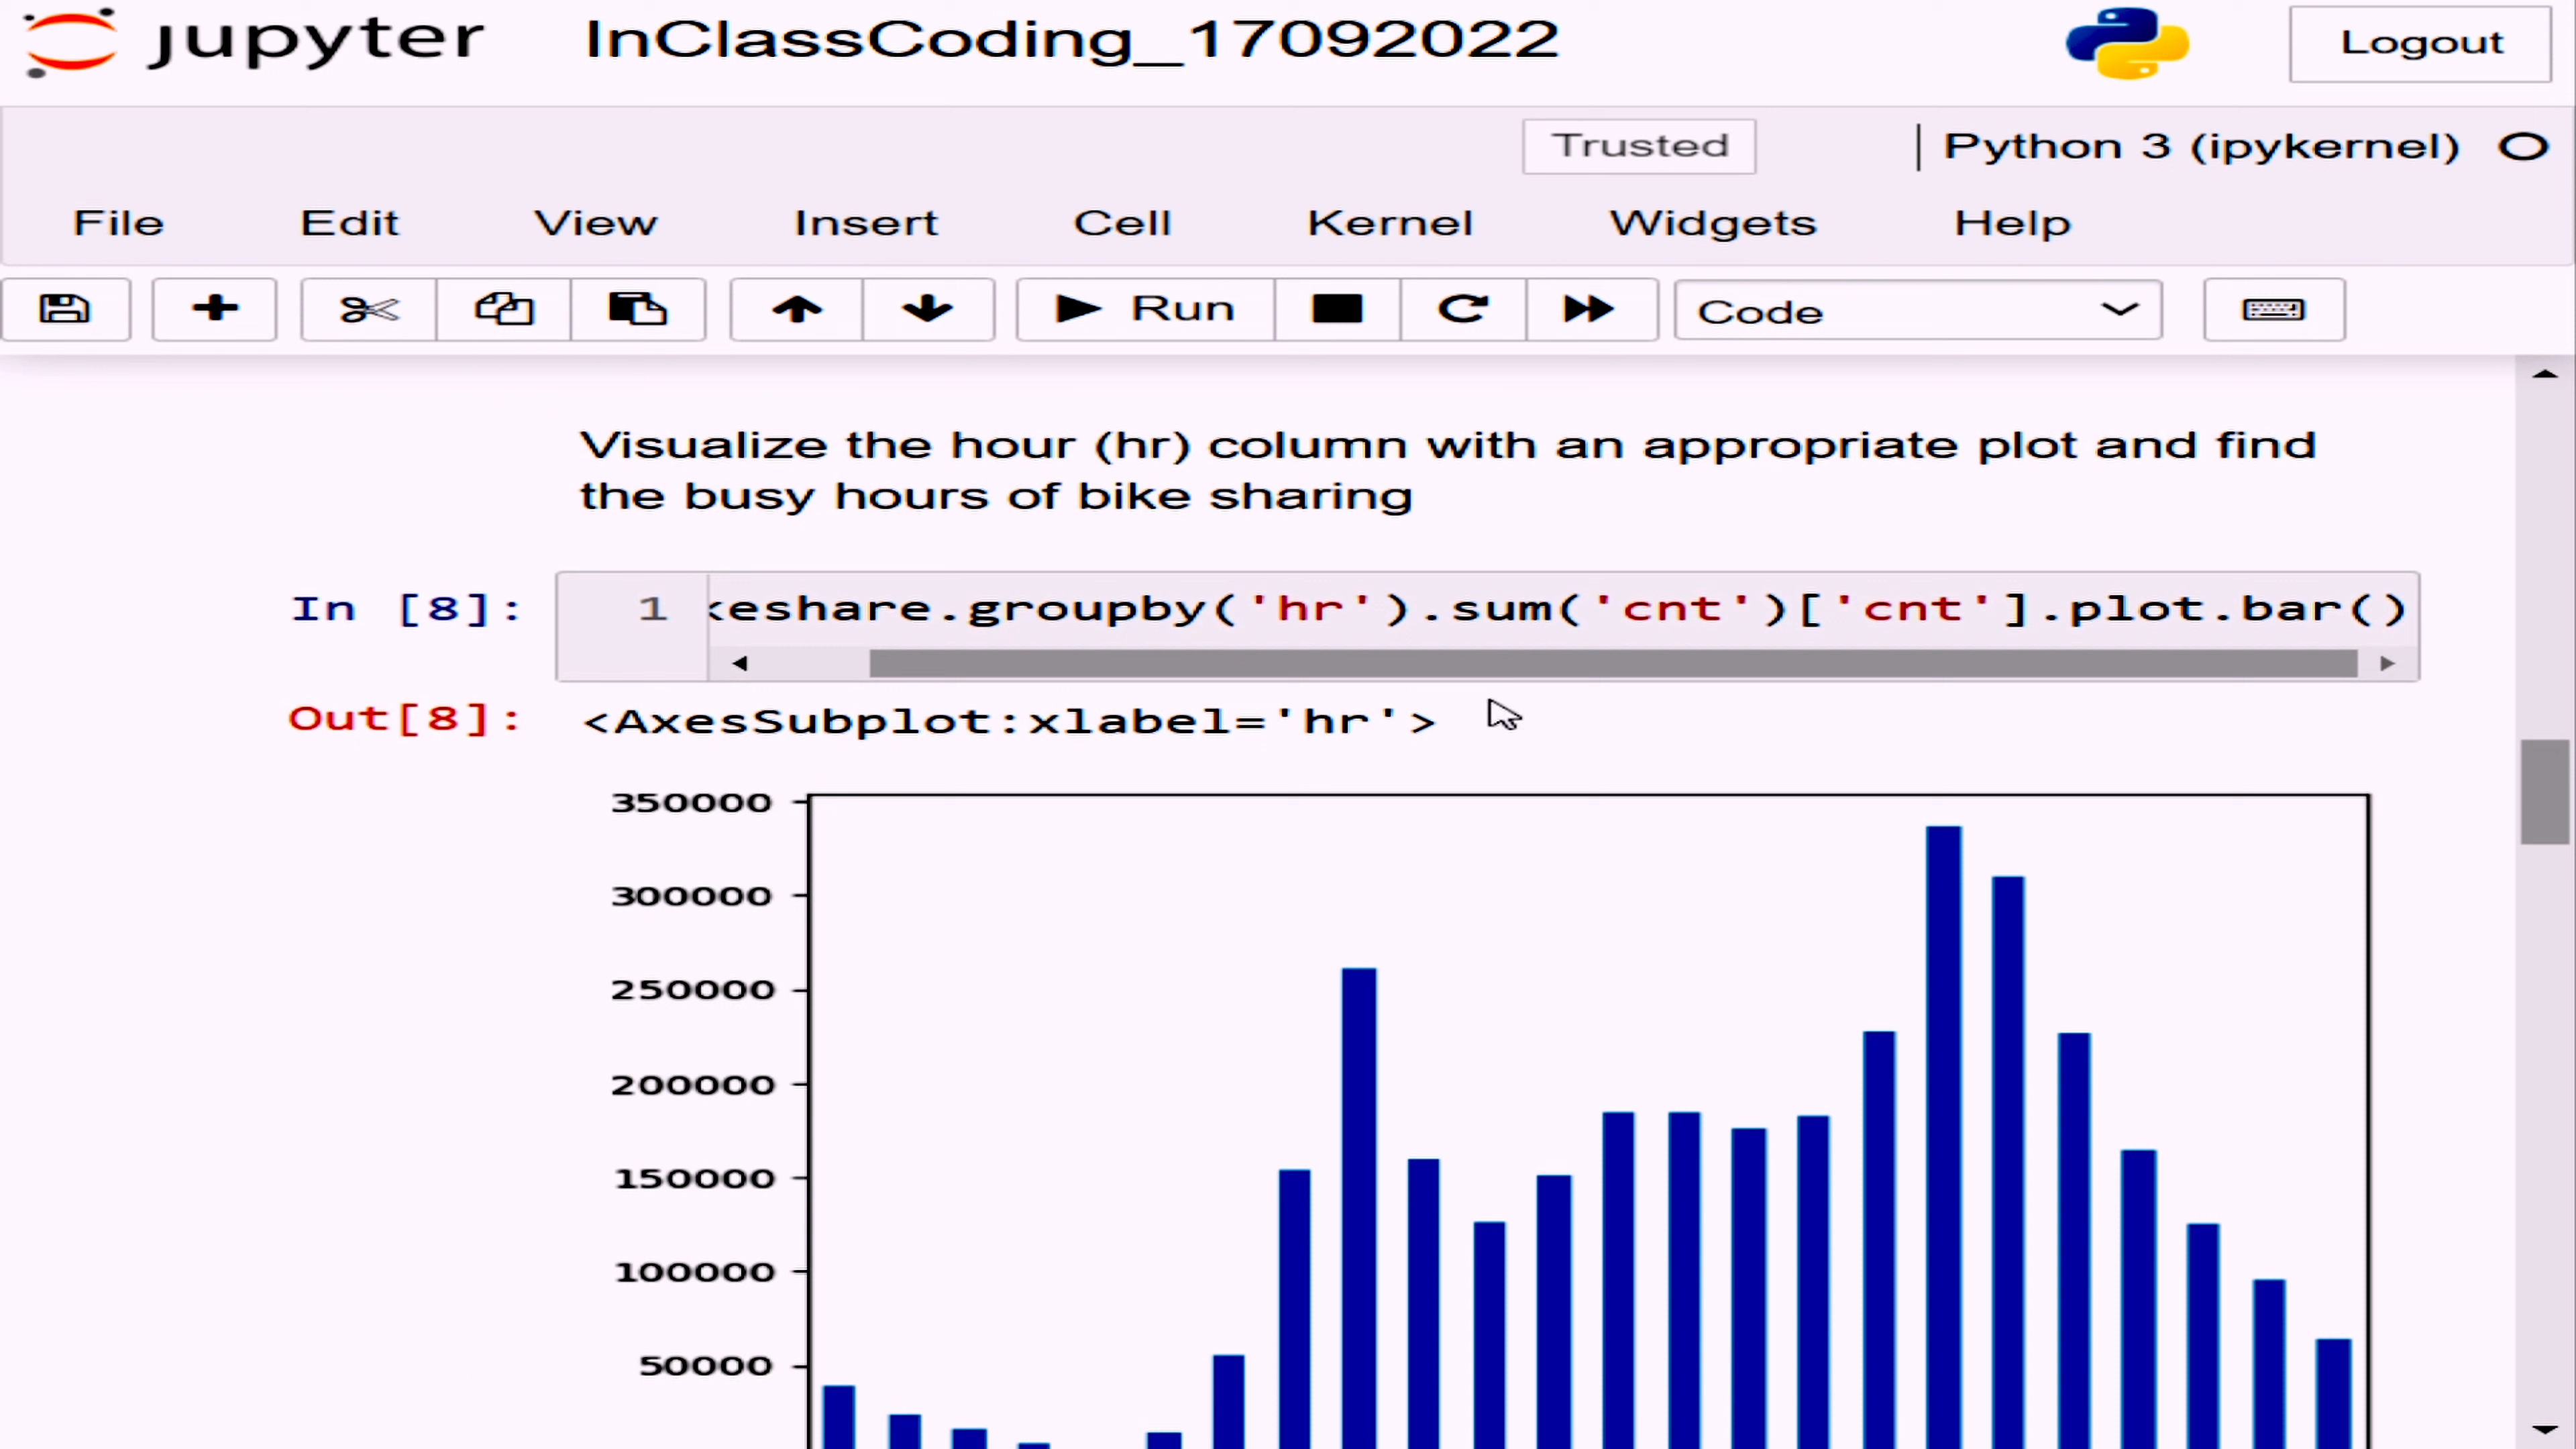 jupyter InClassCoding_17092022 Logout
Trusted Python 3 (ipykernel)
File Edit View Insert Cell Kernel Widgets Help
Run Code
Visualize the hour (hr) column with an appropriate plot and find
the busy hours of bike sharing
In [8]: 1 keshare.groupby('hr').sum('cnt')['cnt'].plot.bar()
Out[8]: <AxesSubplot:xlabel='hr'>
350000
300000
250000
200000
150000
100000
50000